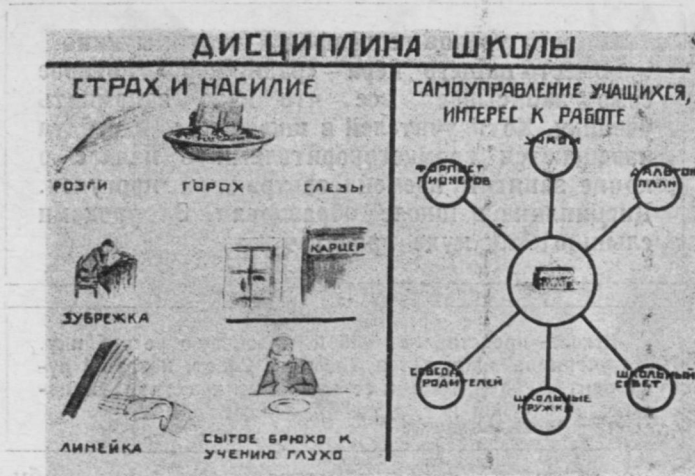 ДИСЦИПЛИНА ШКОЛЫ
СТРАХ И НАСИЛИЕ
РОЗГИ
ГОРОХ
СЛЕЗЫ
ЗУБРЕЖКА
КАРЦЕР
ЛИНЕЙКА
СЫТОЕ БРЮХО К
УЧЕНИЮ ГЛУХО
САМОУПРАВЛЕНИЕ УЧАЩИХСЯ,
ИНТЕРЕС К РАБОТЕ
УЧКОМ
ФОРПОСТ
ПИОНЕРОВ
ДАЛЬТОН
ПЛАН
РОДИТЕЛЕЙ
ШКОЛЬНЫЕ
КРУЖКИ
ШКОЛЬНЫЙ
СОВЕТ